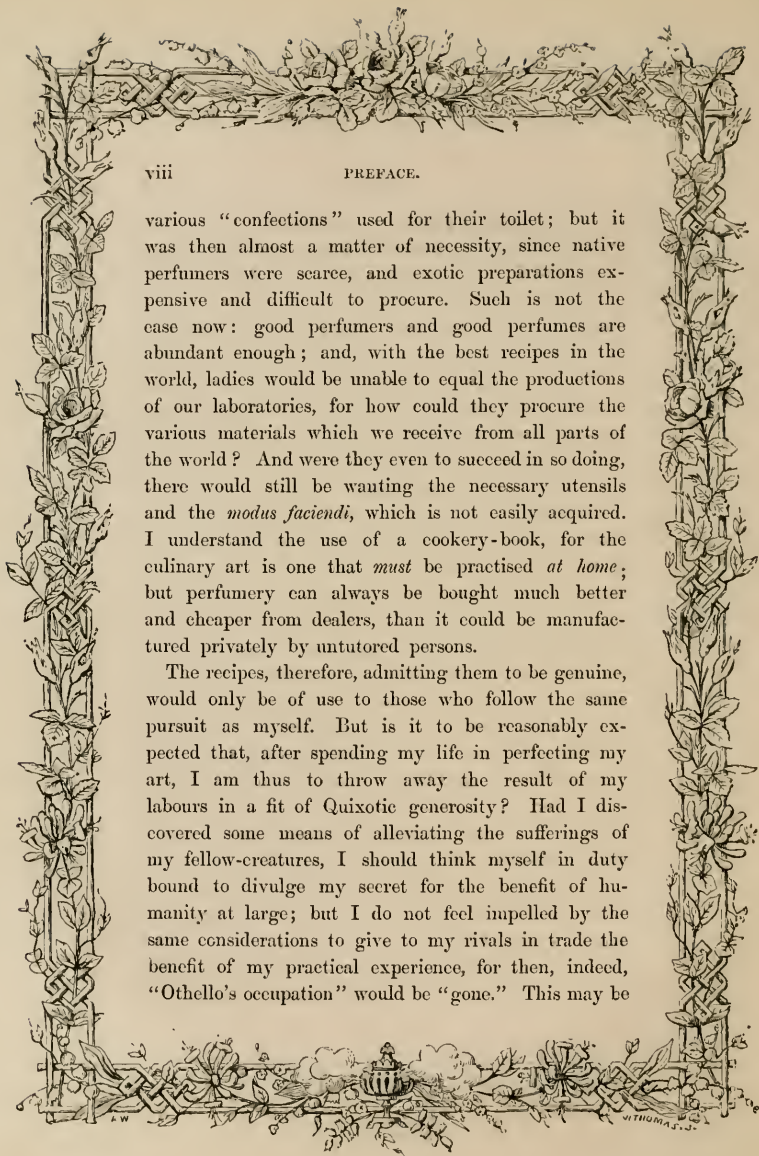 viii PREFACE.
various "confections" used for their toilet; but it
was then almost a matter of necessity, since native
perfumers were scarce, and exotic preparations ex-
pensive and difficult to procure. Such is not the
case now: good perfumers and good perfumes are
abundant enough; and, with the best recipes in the
world, ladies would be unable to equal the productions
of our laboratories, for how could they procure the
various materials which we receive from all parts of
the world? And were they even to succeed in so doing,
there would still be wanting the necessary utensils
and the modus faciendi, which is not easily acquired.
I understand the use of a cookery-book, for the
culinary art is one that must be practised at home;
but perfumery can always be bought much better
and cheaper from dealers, than it could be manufac-
tured privately by untutored persons.
The recipes, therefore, admitting them to be genuine,
would only be of use to those who follow the same
pursuit as myself. But is it to be reasonably ex-
pected that, after spending my life in perfecting my
art, I am thus to throw away the result of my
labours in a fit of Quixotic generosity? Had I dis-
covered some means of alleviating the sufferings of
my fellow-creatures, I should think myself in duty
bound to divulge my secret for the benefit of hu-
manity at large; but I do not feel impelled by the
same considerations to give to my rivals in trade the
benefit of my practical experience, for then, indeed,
"Othello's occupation" would be "gone." This may be
W THOMAS. S.